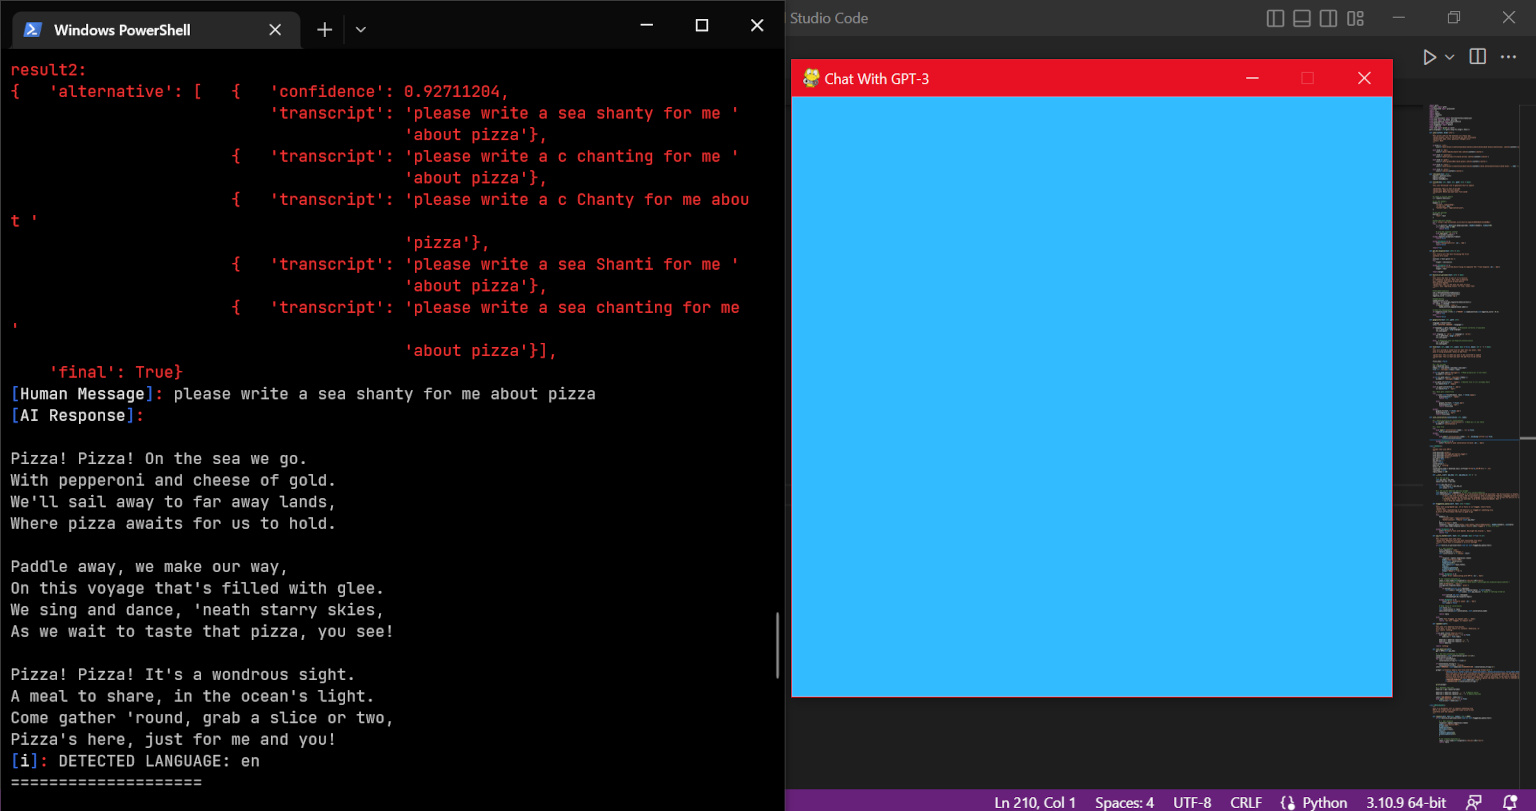 Windows PowerShell
result2:
{ 'alternative': [ { 'confidence': 0.92711204,
'transcript': 'please write a sea shanty for me '
'about pizza'},
{ 'transcript': 'please write a c chanting for me '
'about pizza'},
{ 'transcript': 'please write a c Chanty for me abou
t '
'pizza'},
{ 'transcript': 'please write a sea Shanti for me '
'about pizza'},
{ 'transcript': 'please write a sea chanting for me
'
'about pizza'}],
'final': True}
[Human Message]: please write a sea shanty for me about pizza
[AI Response]:
Pizza! Pizza! On the sea we go.
With pepperoni and cheese of gold.
We'll sail away to far away lands,
Where pizza awaits for us to hold.
Paddle away, we make our way,
On this voyage that's filled with glee.
We sing and dance, 'neath starry skies,
As we wait to taste that pizza, you see!
Pizza! Pizza! It's a wondrous sight.
A meal to share, in the ocean's light.
Come gather 'round, grab a slice or two,
Pizza's here, just for me and you!
[i]: DETECTED LANGUAGE: en
====================
Studio Code
Chat With GPT-3
Ln 210, Col 1 Spaces: 4 UTF-8 CRLF Python 3.10.9 64-bit